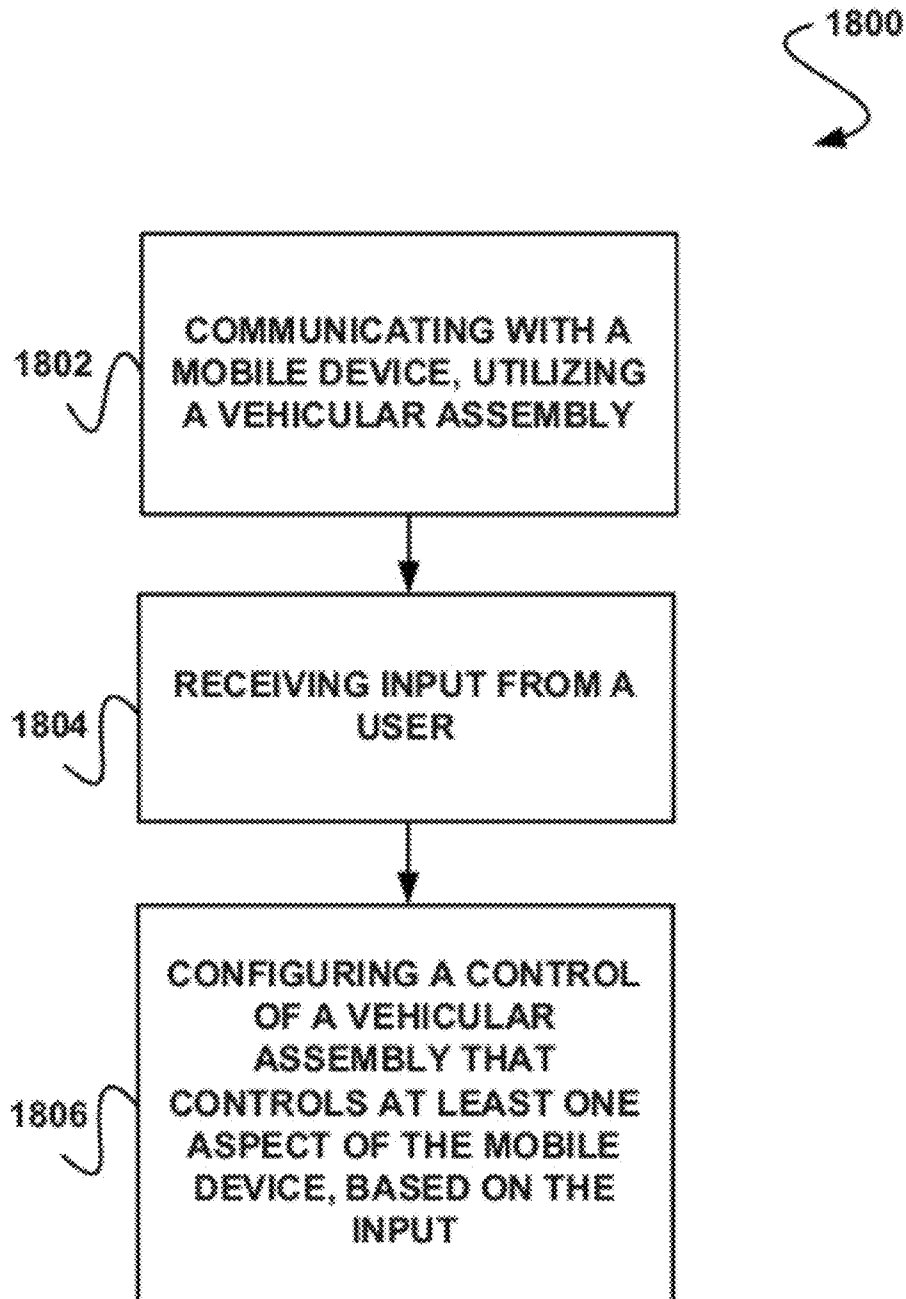 1800
1802
COMMUNICATING WITH A
MOBILE DEVICE, UTILIZING
A VEHICULAR ASSEMBLY
1804
RECEIVING INPUT FROM A
USER
1806
CONFIGURING A CONTROL
OF A VEHICULAR
ASSEMBLY THAT
CONTROLS AT LEAST ONE
ASPECT OF THE MOBILE
DEVICE, BASED ON THE
INPUT